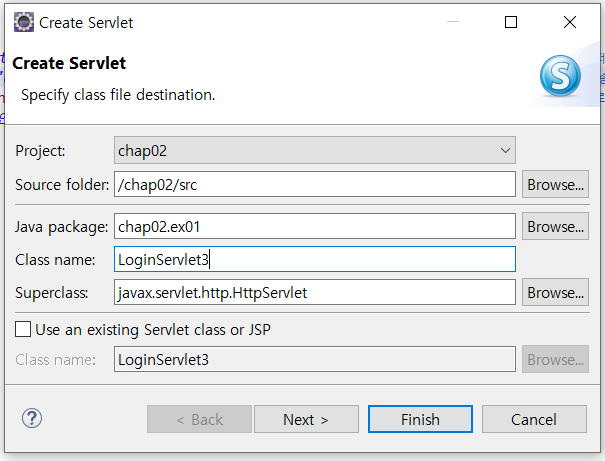 Create Servlet
Create Servlet
Specify class file destination.
S
Project: chap02
Source folder: /chap02/src Browse...
Java package: chap02.ex01 Browse...
Class name: LoginServlet3
Superclass: javax.servlet.http.HttpServlet Browse...
Use an existing Servlet class or JSP
Class name: LoginServlet3 Browse...
? < Back Next > Finish Cancel